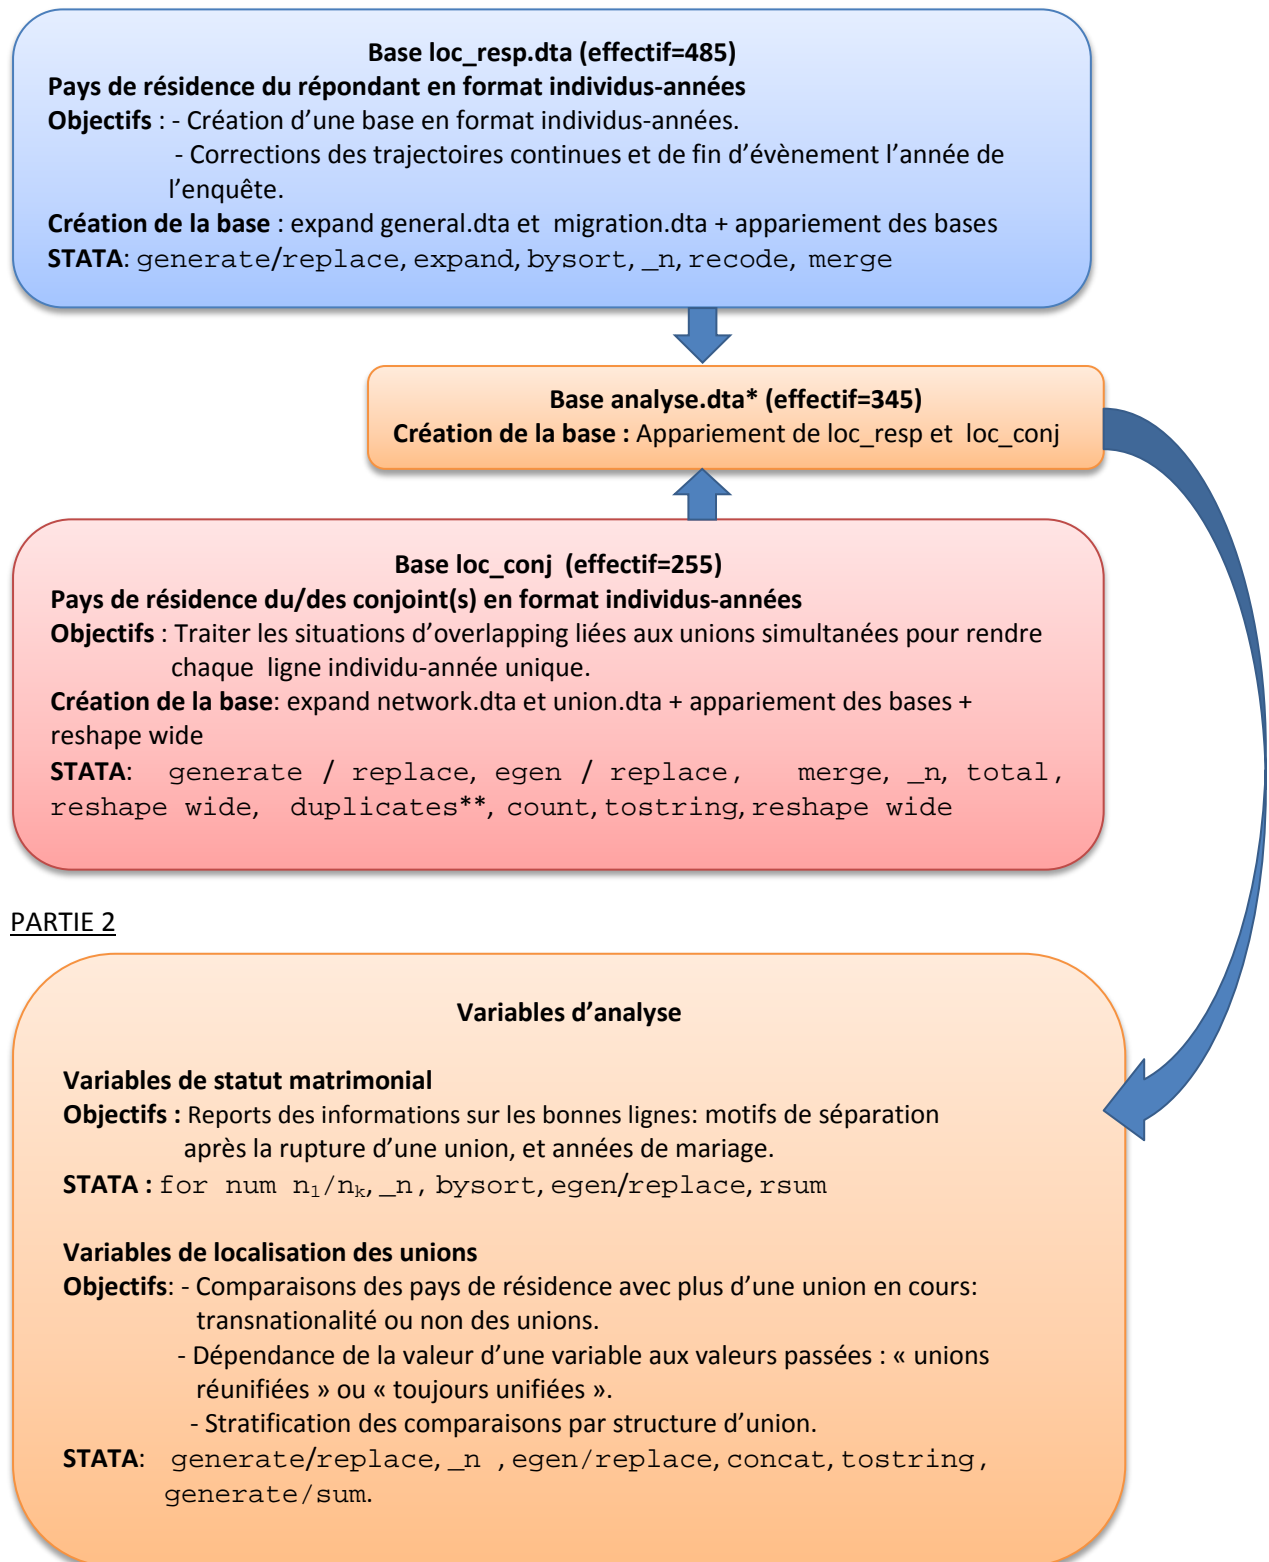 Base loc_resp.dta (effectif=485)
Pays de résidence du répondant en format individus-années
Objectifs : - Création d’une base en format individus-années.
- Corrections des trajectoires continues et de fin d’évènement l’année de
l’enquête.
Création de la base : expand general.dta et migration.dta + appariement des bases
STATA: generate/replace, expand, bysort, _n, recode, merge
Base analyse.dta* (effectif=345)
Création de la base : Appariement de loc_resp et loc_conj
Base loc_conj (effectif=255)
Pays de résidence du/des conjoint(s) en format individus-années
Objectifs : Traiter les situations d’overlapping liées aux unions simultanées pour rendre
chaque ligne individu-année unique.
Création de la base: expand network.dta et union.dta + appariement des bases +
reshape wide
STATA: generate / replace, egen / replace, merge, _n, total,
reshape wide, duplicates**, count, tostring, reshape wide
PARTIE 2
Variables d’analyse
Variables de statut matrimonial
Objectifs : Reports des informations sur les bonnes lignes: motifs de séparation
après la rupture d’une union, et années de mariage.
STATA : for num n₁/nₖ, _n, bysort, egen/replace, rsum
Variables de localisation des unions
Objectifs: - Comparaisons des pays de résidence avec plus d’une union en cours:
transnationalité ou non des unions.
- Dépendance de la valeur d’une variable aux valeurs passées : « unions
réunifiées » ou « toujours unifiées ».
- Stratification des comparaisons par structure d’union.
STATA: generate/replace, _n , egen/replace, concat, tostring,
generate/sum.